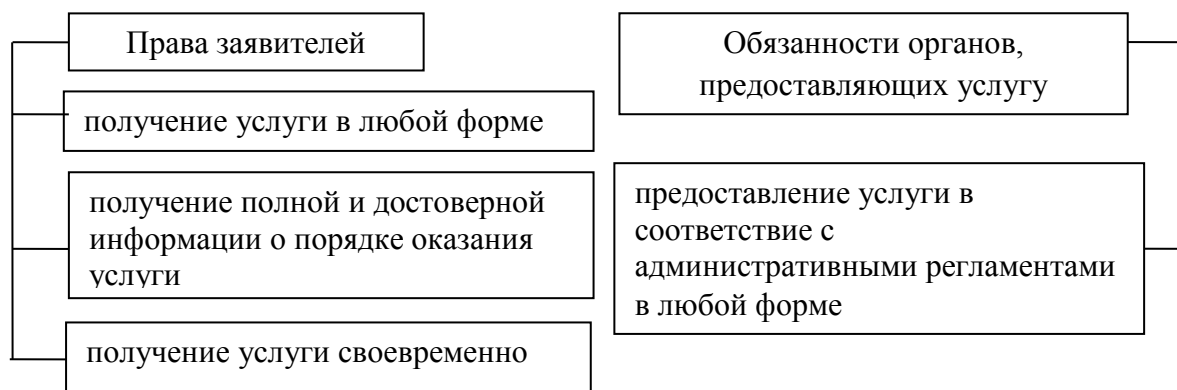 Права заявителей
получение услуги в любой форме
получение полной и достоверной
информации о порядке оказания
услуги
получение услуги своевременно
Обязанности органов,
предоставляющих услугу
предоставление услуги в
соответствие с
административными регламентами
в любой форме